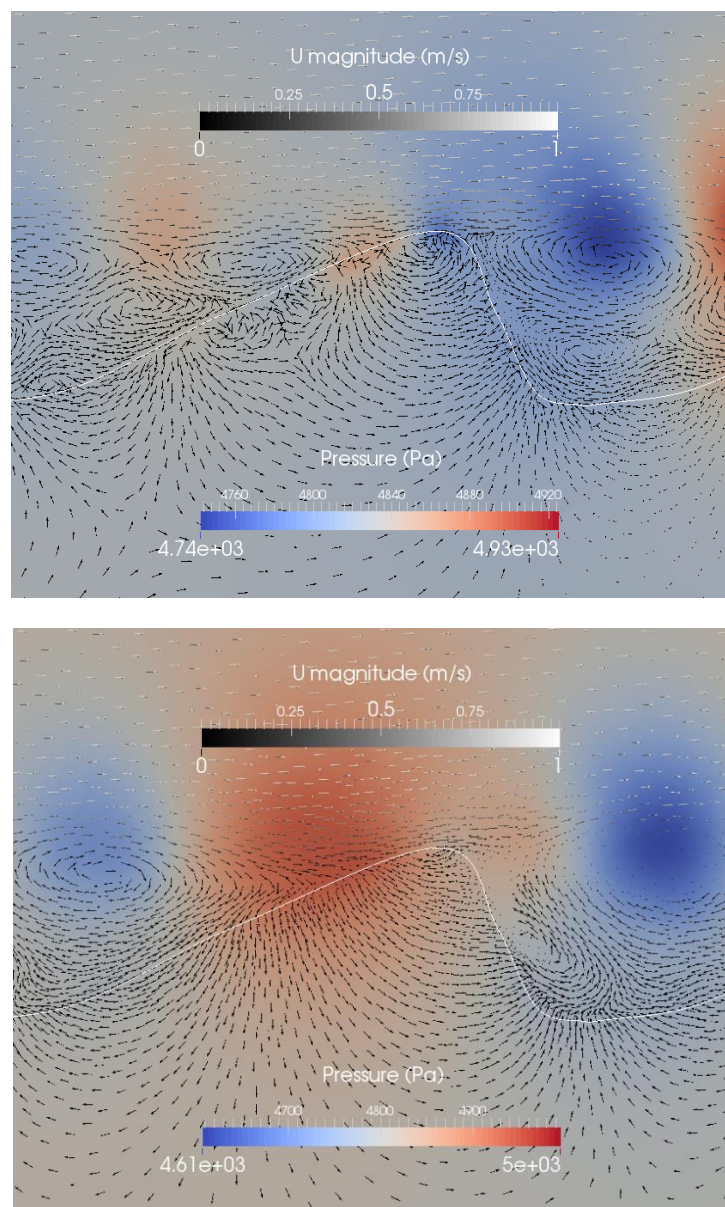 U magnitude (m/s)
0.25 0.5 0.75
0 1
Pressure (Pa)
4760 4800 4840 4880 4920
4.74e+03 4.93e+03
U magnitude (m/s)
0.25 0.5 0.75
0 1
Pressure (Pa)
4700 4800 4900
4.61e+03 5e+03